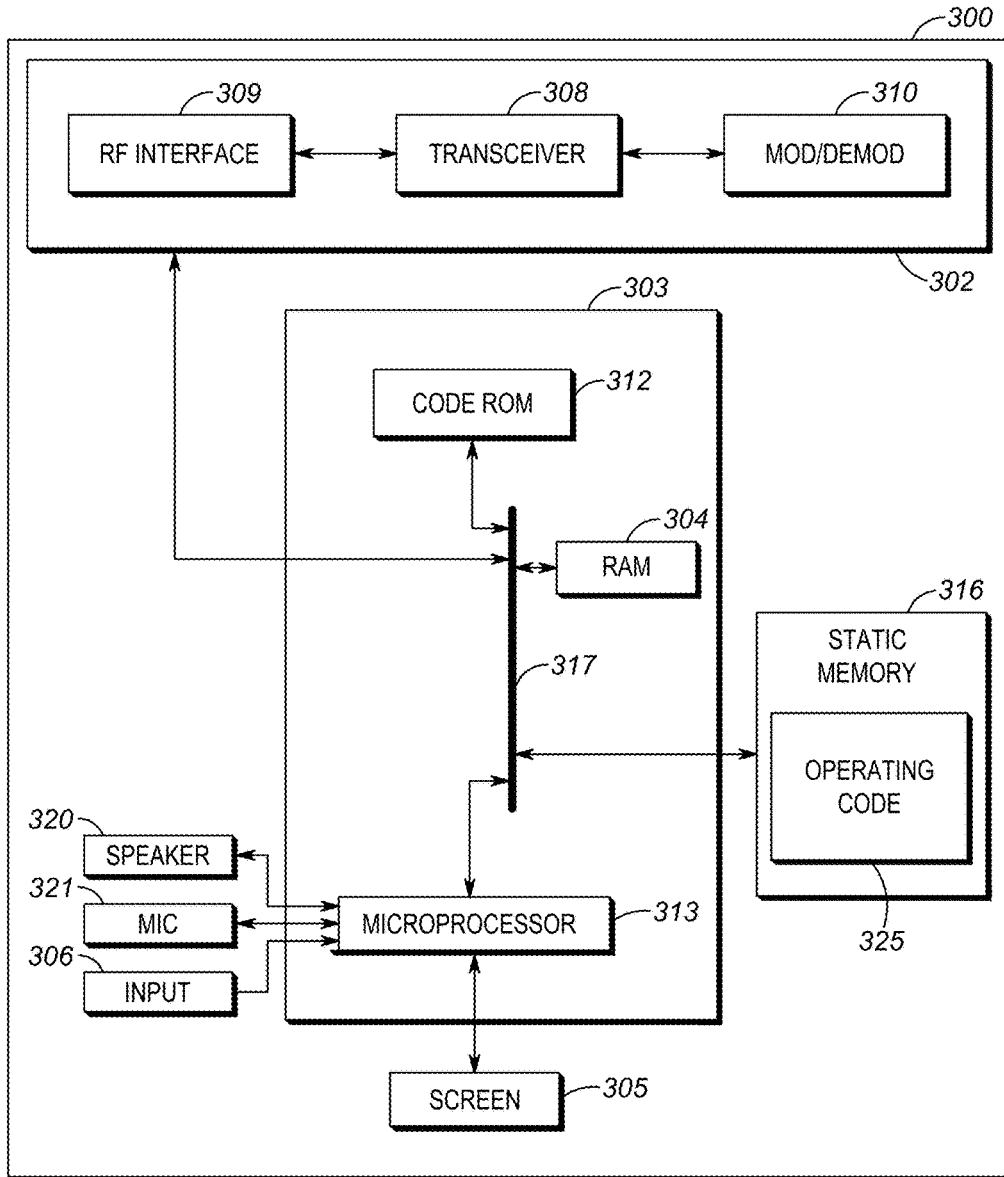 300
309
308
310
RF INTERFACE
TRANSCEIVER
MOD/DEMOD
302
303
312
CODE ROM
304
RAM
316
STATIC
MEMORY
317
OPERATING
CODE
320
SPEAKER
321
MIC
MICROPROCESSOR
313
325
306
INPUT
SCREEN
305